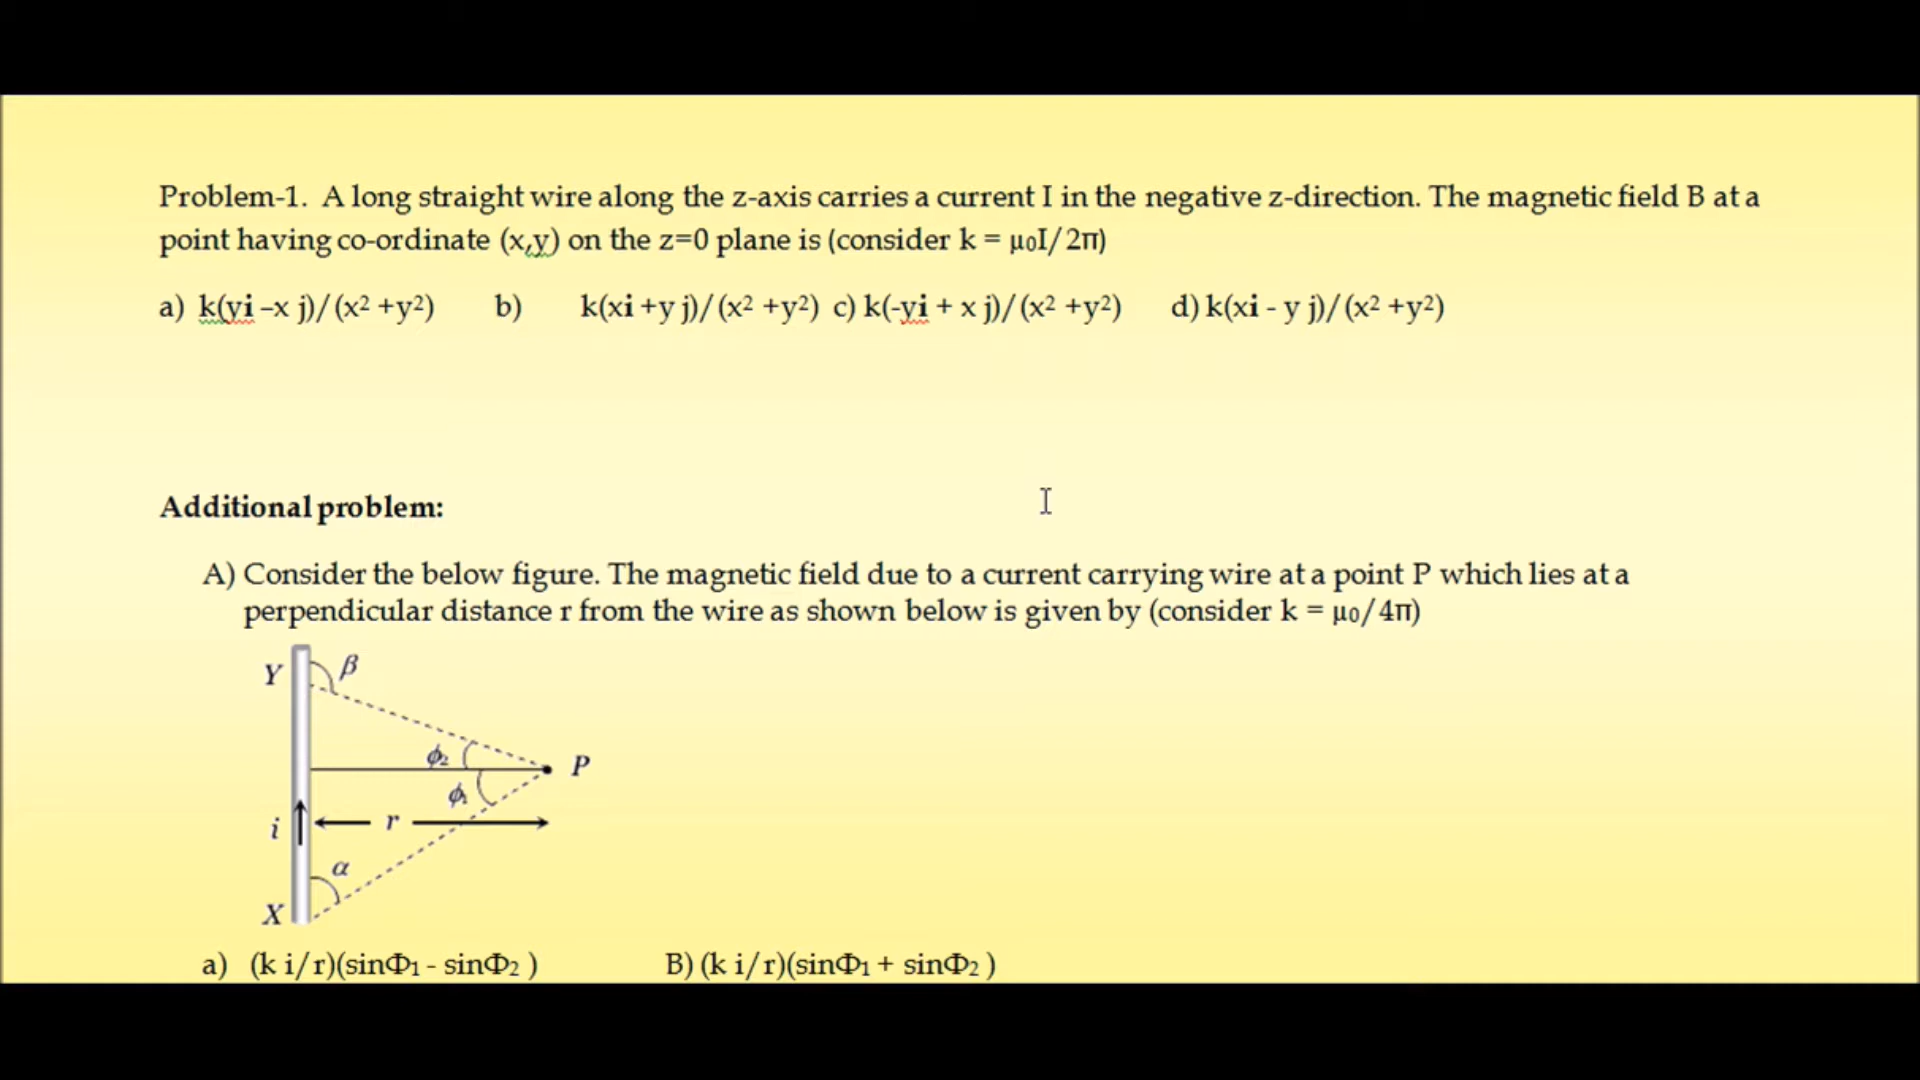 Problem-1. A long straight wire along the z-axis carries a current I in the negative z-direction. The magnetic field B at a
point having co-ordinate (x,y) on the z=0 plane is (consider k = μ₀I/2π)
a) k(yi –x j)/(x² +y²) b) k(xi +y j)/(x² +y²) c) k(-yi + x j)/(x² +y²) d) k(xi - y j)/(x² +y²)
Additional problem:
A) Consider the below figure. The magnetic field due to a current carrying wire at a point P which lies at a
perpendicular distance r from the wire as shown below is given by (consider k = μ₀/4π)
Y β
ϕ₂ P
ϕ₁
i r
α
X
a) (k i/r)(sinΦ₁ - sinΦ₂ ) B) (k i/r)(sinΦ₁ + sinΦ₂ )